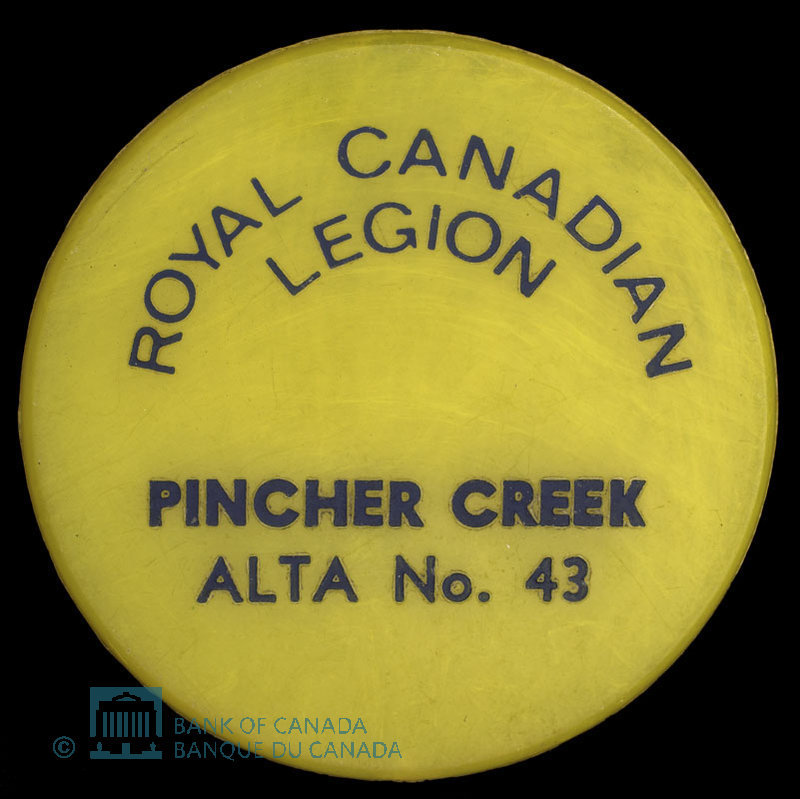 ROYAL CANADIAN
LEGION
PINCHER CREEK
ALTA No. 43
© BANK OF CANADA
BANQUE DU CANADA